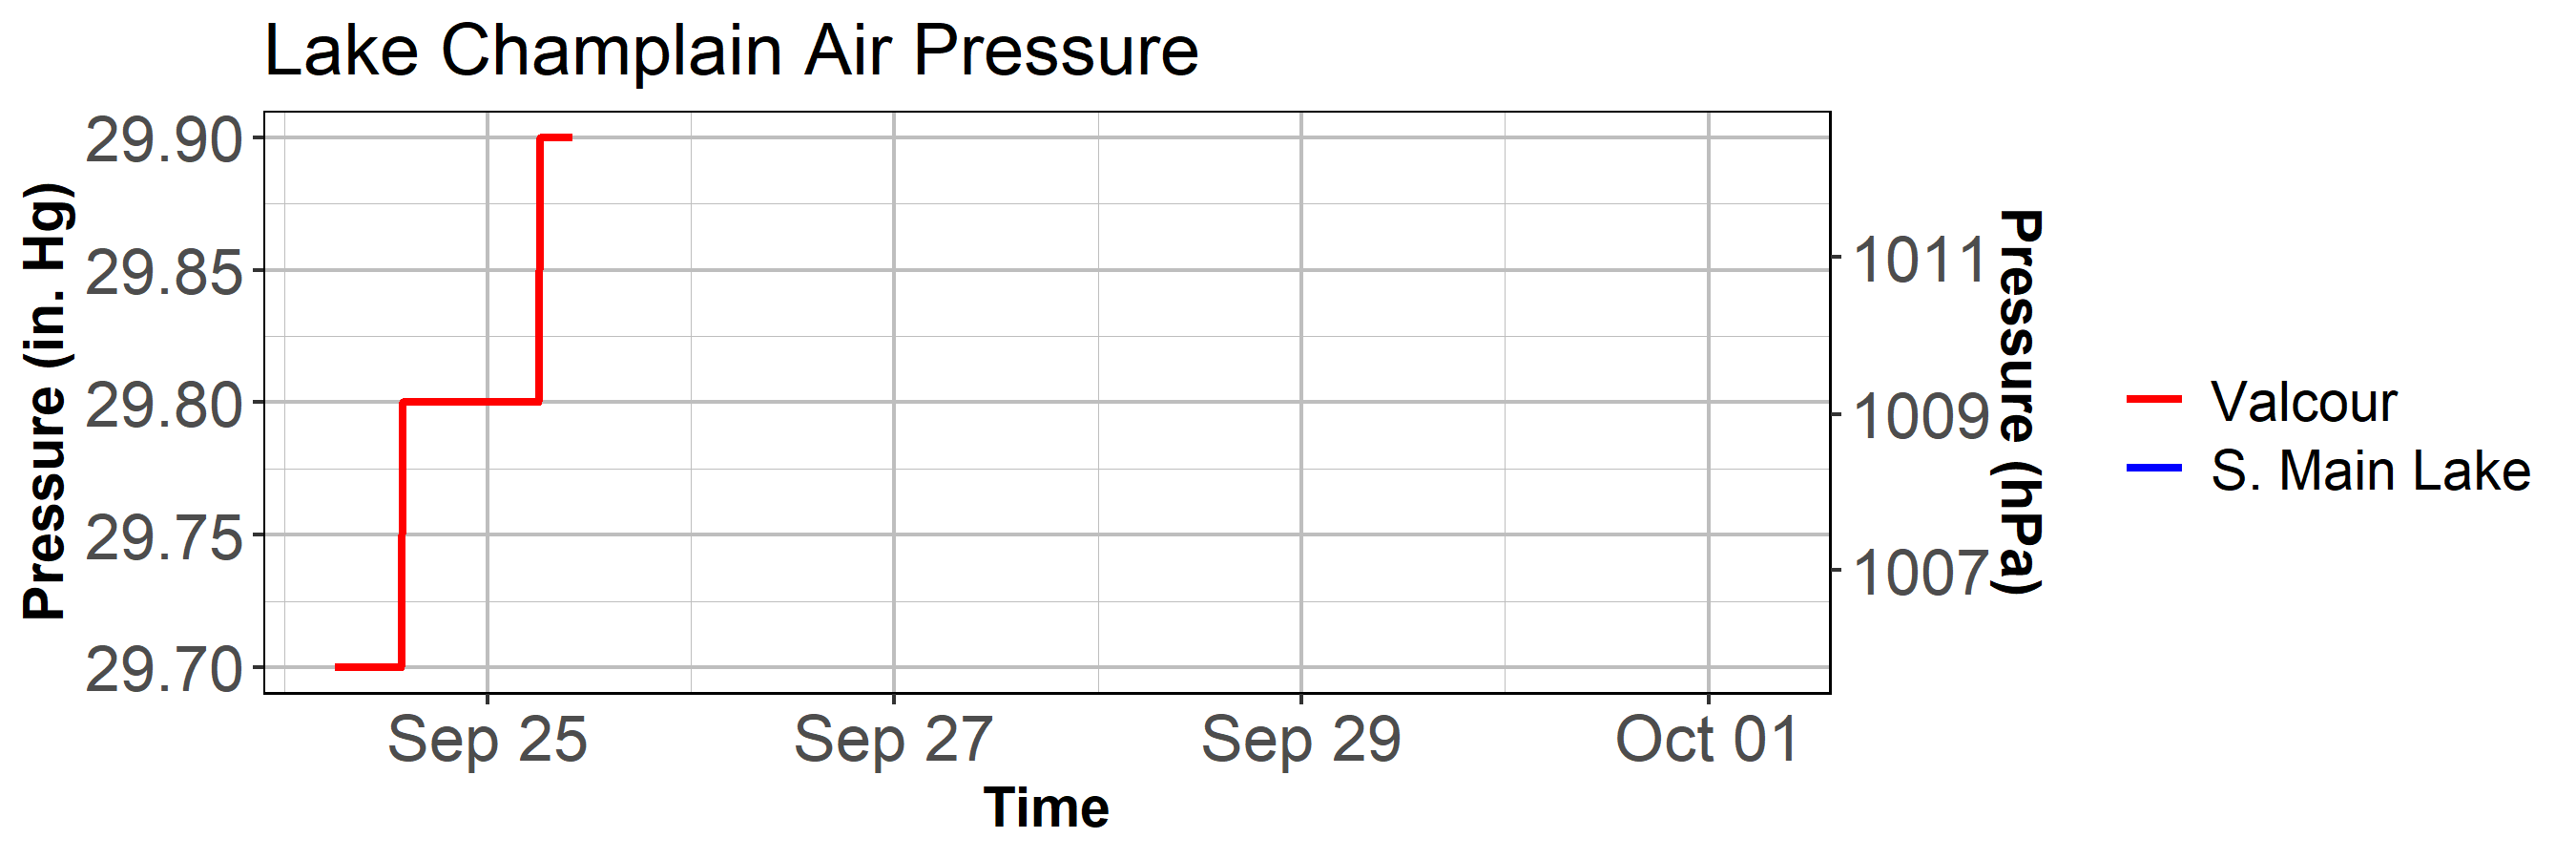 Lake Champlain Air Pressure
Pressure (in. Hg)
29.90
29.85
29.80
29.75
29.70
Sep 25
Sep 27
Sep 29
Oct 01
Time
1011
1009
1007
Pressure (hPa)
Valcour
S. Main Lake